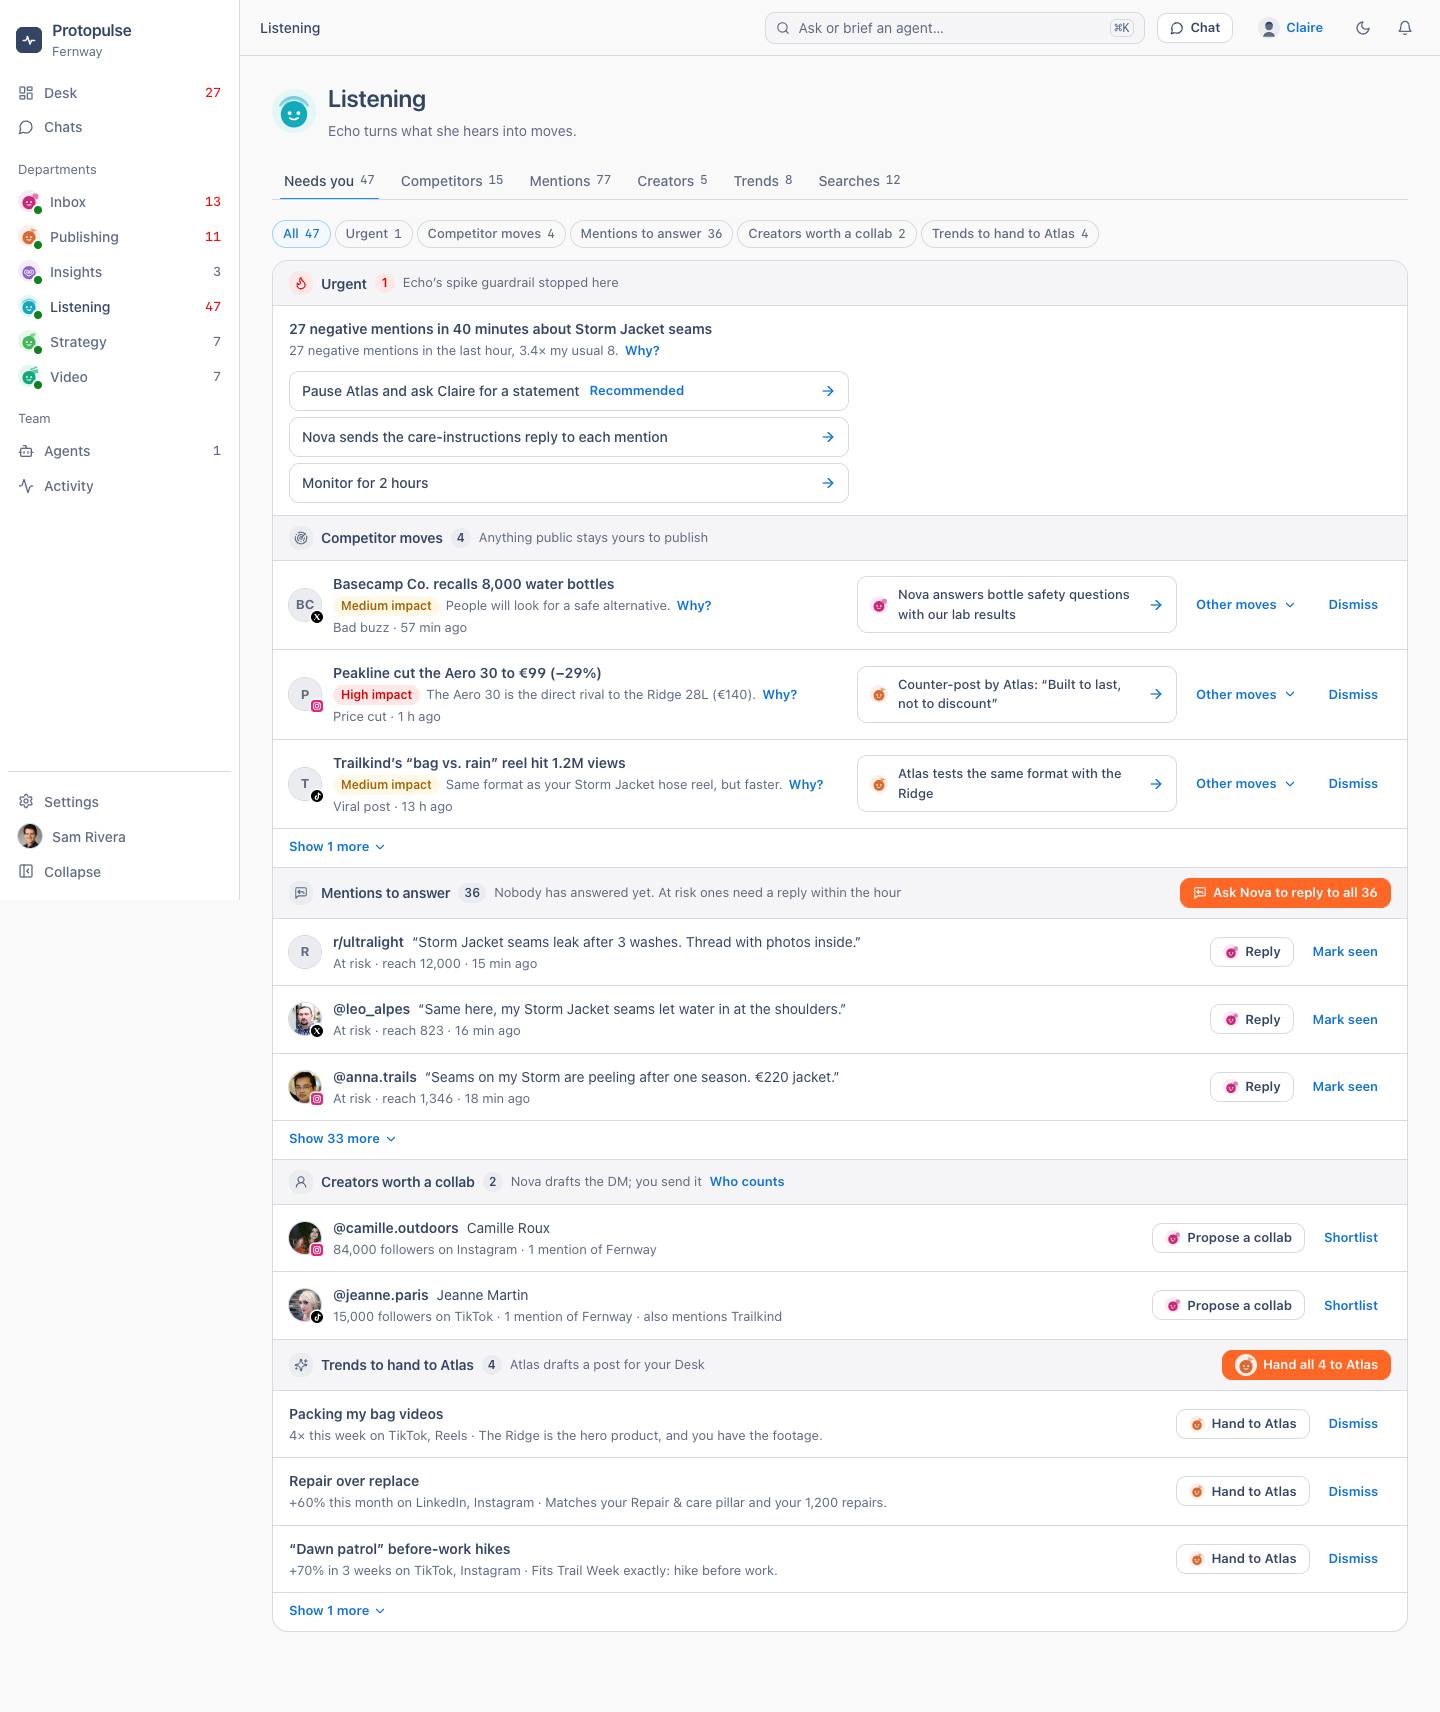 Protopulse
Fernway
Desk 27
Chats
Departments
Inbox 13
Publishing 11
Insights 3
Listening 47
Strategy 7
Video 7
Team
Agents 1
Activity
Settings
Sam Rivera
Collapse
Listening
Ask or brief an agent... ⌘K
Chat
Claire
Listening
Echo turns what she hears into moves.
Needs you 47 Competitors 15 Mentions 77 Creators 5 Trends 8 Searches 12
All 47 Urgent 1 Competitor moves 4 Mentions to answer 36 Creators worth a collab 2 Trends to hand to Atlas 4
Urgent 1 Echo's spike guardrail stopped here
27 negative mentions in 40 minutes about Storm Jacket seams
27 negative mentions in the last hour, 3.4× my usual 8. Why?
Pause Atlas and ask Claire for a statement Recommended
Nova sends the care-instructions reply to each mention
Monitor for 2 hours
Competitor moves 4 Anything public stays yours to publish
BC
Basecamp Co. recalls 8,000 water bottles
Medium impact People will look for a safe alternative. Why?
Bad buzz · 57 min ago
Nova answers bottle safety questions
with our lab results
Other moves Dismiss
P
Peakline cut the Aero 30 to €99 (−29%)
High impact The Aero 30 is the direct rival to the Ridge 28L (€140). Why?
Price cut · 1 h ago
Counter-post by Atlas: “Built to last,
not to discount”
Other moves Dismiss
T
Trailkind’s “bag vs. rain” reel hit 1.2M views
Medium impact Same format as your Storm Jacket hose reel, but faster. Why?
Viral post · 13 h ago
Atlas tests the same format with the
Ridge
Other moves Dismiss
Show 1 more
Mentions to answer 36 Nobody has answered yet. At risk ones need a reply within the hour
Ask Nova to reply to all 36
R
r/ultralight “Storm Jacket seams leak after 3 washes. Thread with photos inside.”
At risk · reach 12,000 · 15 min ago
Reply Mark seen
@leo_alpes “Same here, my Storm Jacket seams let water in at the shoulders.”
At risk · reach 823 · 16 min ago
Reply Mark seen
@anna.trails “Seams on my Storm are peeling after one season. €220 jacket.”
At risk · reach 1,346 · 18 min ago
Reply Mark seen
Show 33 more
Creators worth a collab 2 Nova drafts the DM; you send it Who counts
@camille.outdoors Camille Roux
84,000 followers on Instagram · 1 mention of Fernway
Propose a collab Shortlist
@jeanne.paris Jeanne Martin
15,000 followers on TikTok · 1 mention of Fernway · also mentions Trailkind
Propose a collab Shortlist
Trends to hand to Atlas 4 Atlas drafts a post for your Desk
Hand all 4 to Atlas
Packing my bag videos
4× this week on TikTok, Reels · The Ridge is the hero product, and you have the footage.
Hand to Atlas Dismiss
Repair over replace
+60% this month on LinkedIn, Instagram · Matches your Repair & care pillar and your 1,200 repairs.
Hand to Atlas Dismiss
“Dawn patrol” before-work hikes
+70% in 3 weeks on TikTok, Instagram · Fits Trail Week exactly: hike before work.
Hand to Atlas Dismiss
Show 1 more